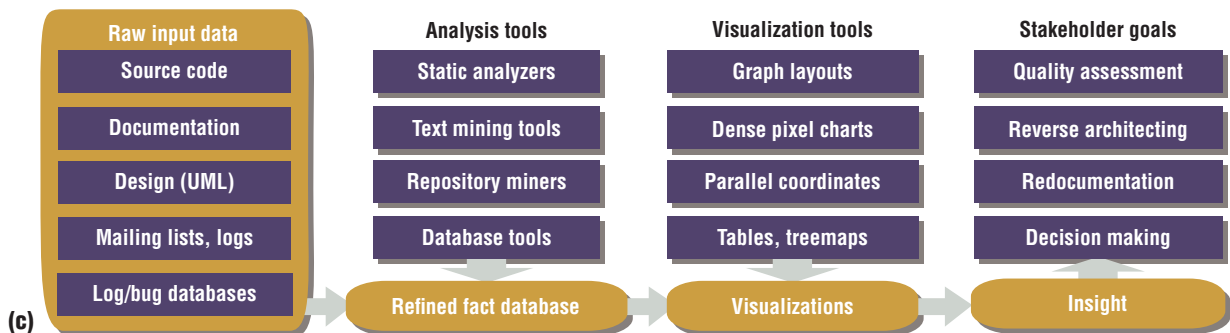 Raw input data
Source code
Documentation
Design (UML)
Mailing lists, logs
Log/bug databases
Analysis tools
Static analyzers
Text mining tools
Repository miners
Database tools
Refined fact database
Visualization tools
Graph layouts
Dense pixel charts
Parallel coordinates
Tables, treemaps
Visualizations
Stakeholder goals
Quality assessment
Reverse architecting
Redocumentation
Decision making
Insight
(c)